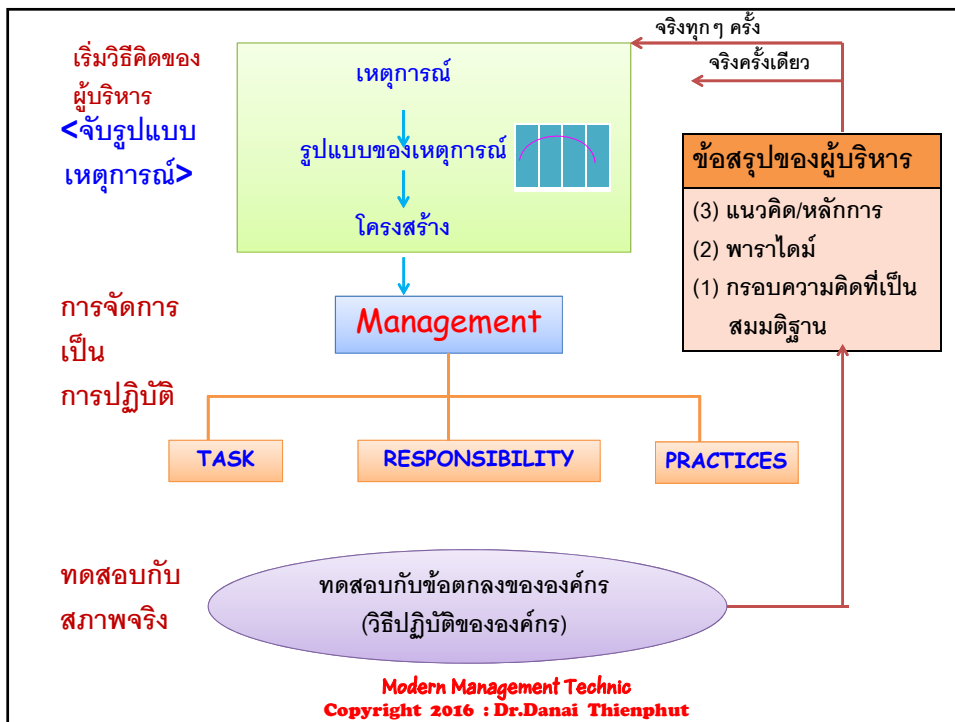 จริงทุกๆ ครั้ง
จริงครั้งเดียว
เริ่มวิธีคิดของ
ผู้บริหาร
<จับรูปแบบ
เหตุการณ์>
เหตุการณ์
รูปแบบของเหตุการณ์
โครงสร้าง
ข้อสรุปของผู้บริหาร
(3) แนวคิด/หลักการ
(2) พาราไดม์
(1) กรอบความคิดที่เป็น
สมมติฐาน
การจัดการ
เป็น
การปฏิบัติ
Management
TASK
RESPONSIBILITY
PRACTICES
ทดสอบกับ
สภาพจริง
ทดสอบกับข้อตกลงขององค์กร
(วิธีปฏิบัติขององค์กร)
Modern Management Technic
Copyright 2016 : Dr.Danai Thienphut